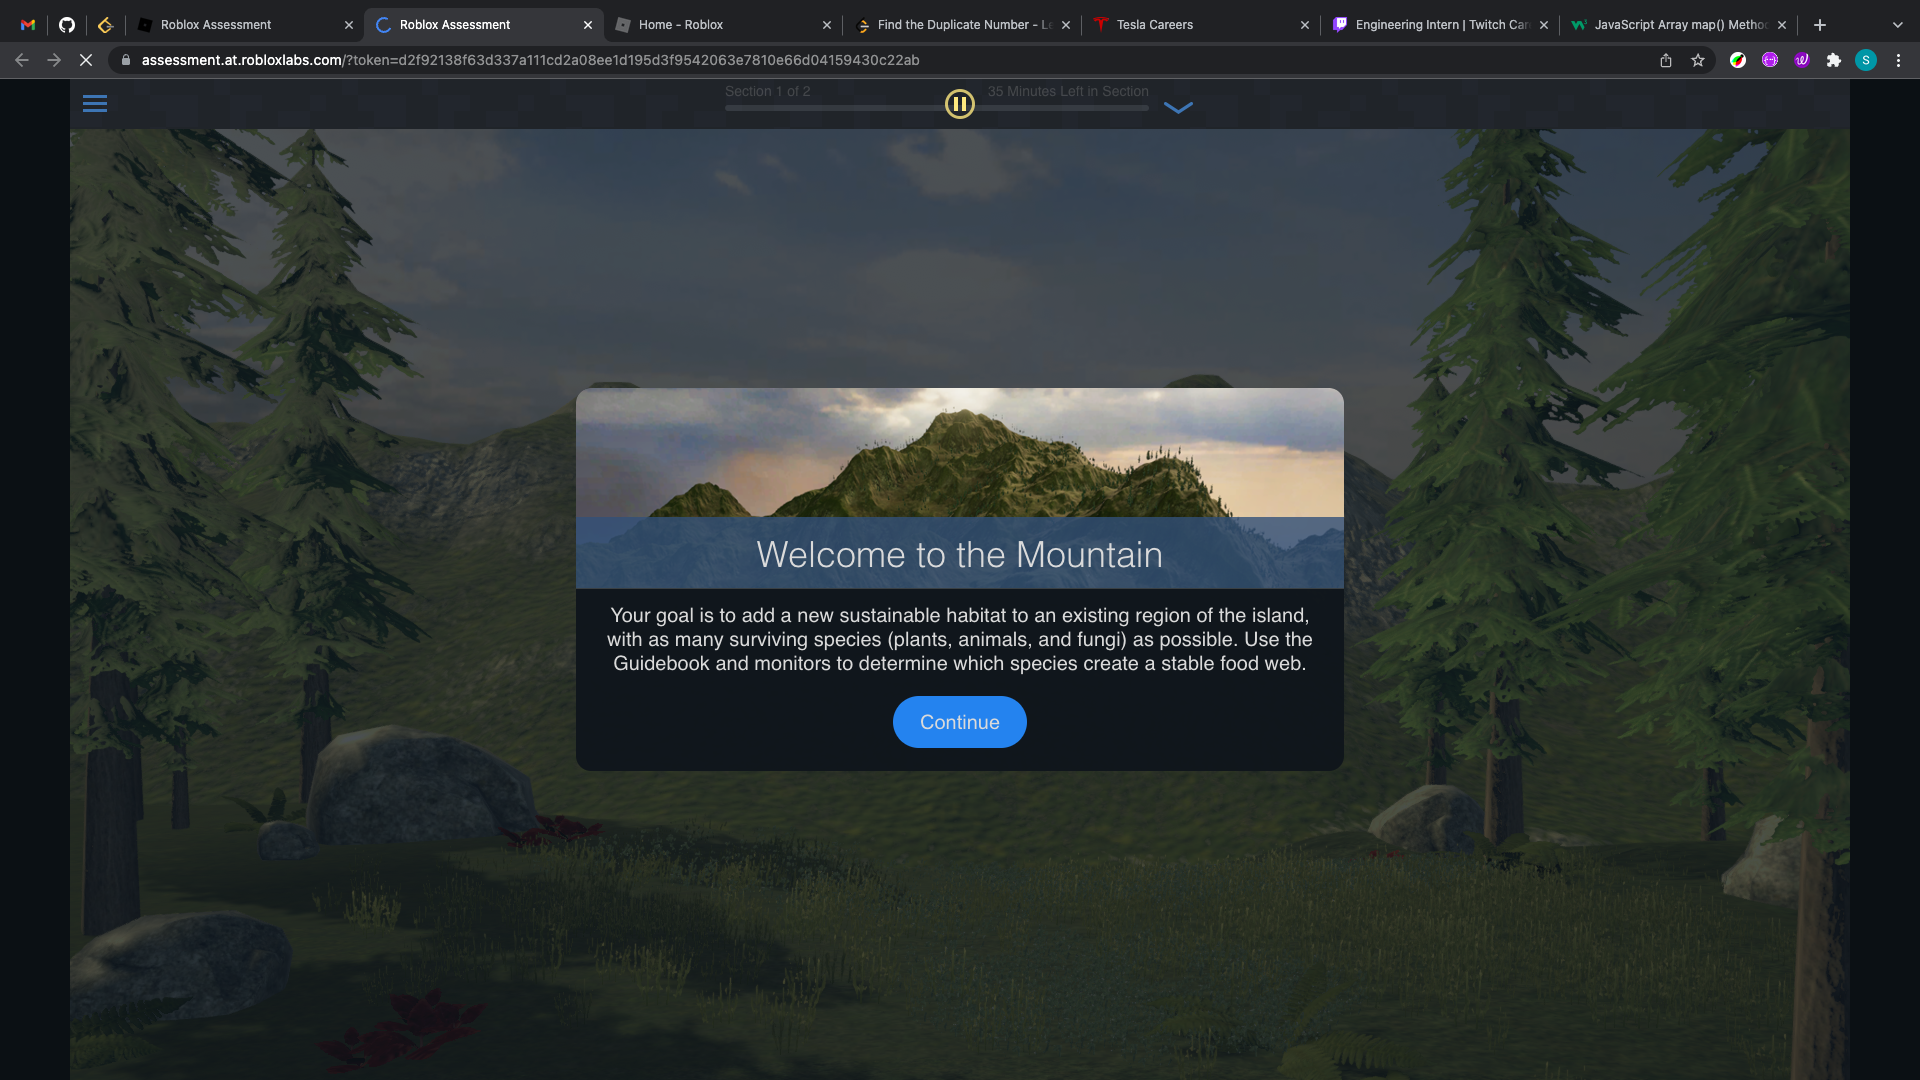 Roblox Assessment
Roblox Assessment
Home - Roblox
Find the Duplicate Number - Le
Tesla Careers
Engineering Intern | Twitch Car
JavaScript Array map() Metho
assessment.at.robloxlabs.com/?token=d2f92138f63d337a111cd2a08ee1d195d3f9542063e7810e66d04159430c22ab
S
Section 1 of 2
35 Minutes Left in Section
Welcome to the Mountain
Your goal is to add a new sustainable habitat to an existing region of the island,
with as many surviving species (plants, animals, and fungi) as possible. Use the
Guidebook and monitors to determine which species create a stable food web.
Continue